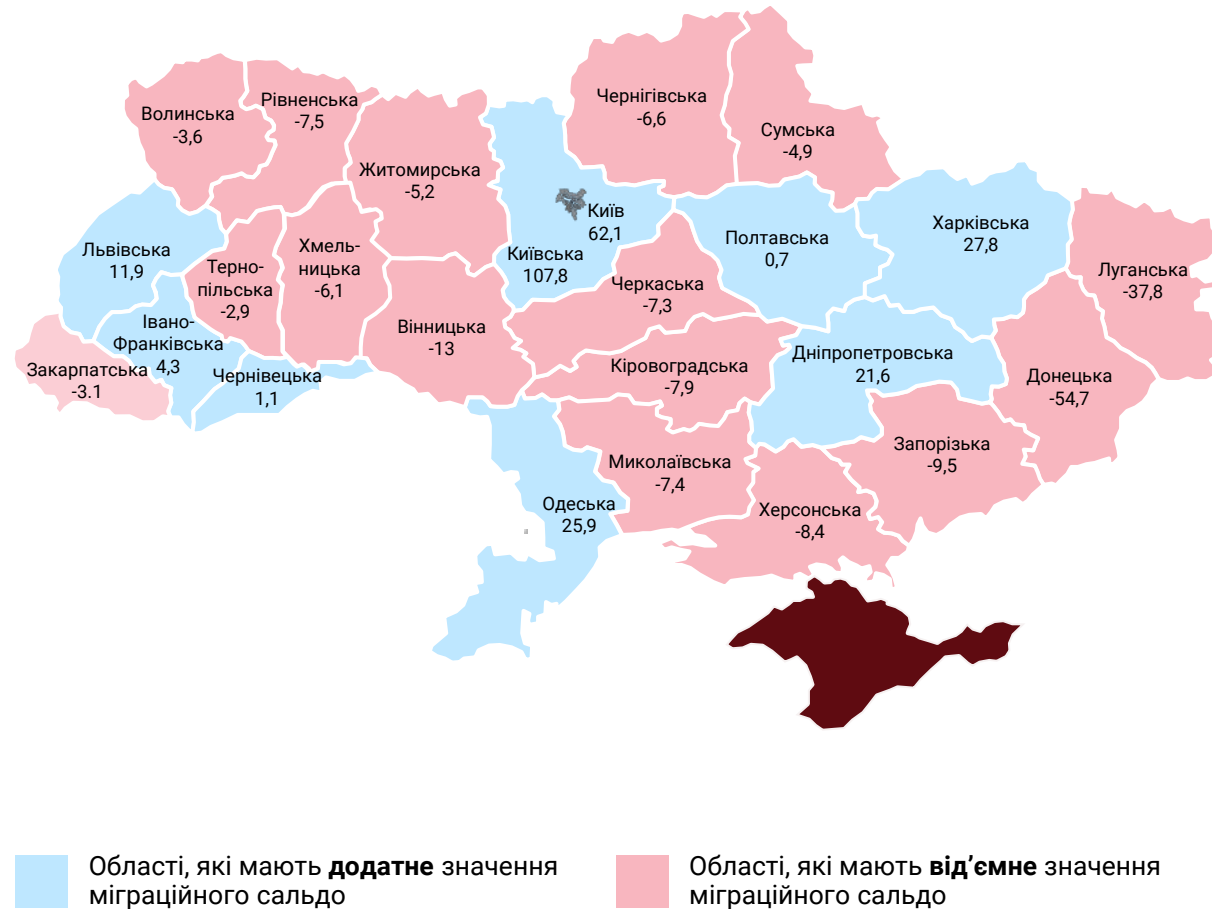 Волинська
-3,6
Рівненська
-7,5
Житомирська
-5,2
Чернігівська
-6,6
Сумська
-4,9
Київ
62,1
Київська
107,8
Львівська
11,9
Терно-
пільська
-2,9
Хмель-
ницька
-6,1
Полтавська
0,7
Харківська
27,8
Луганська
-37,8
Івано-
Франківська
4,3
Закарпатська
-3.1
Чернівецька
1,1
Вінницька
-13
Черкаська
-7,3
Кіровоградська
-7,9
Дніпропетровська
21,6
Донецька
-54,7
Запорізька
-9,5
Миколаївська
-7,4
Одеська
25,9
Херсонська
-8,4
Області, які мають додатне значення
міграційного сальдо
Області, які мають від’ємне значення
міграційного сальдо